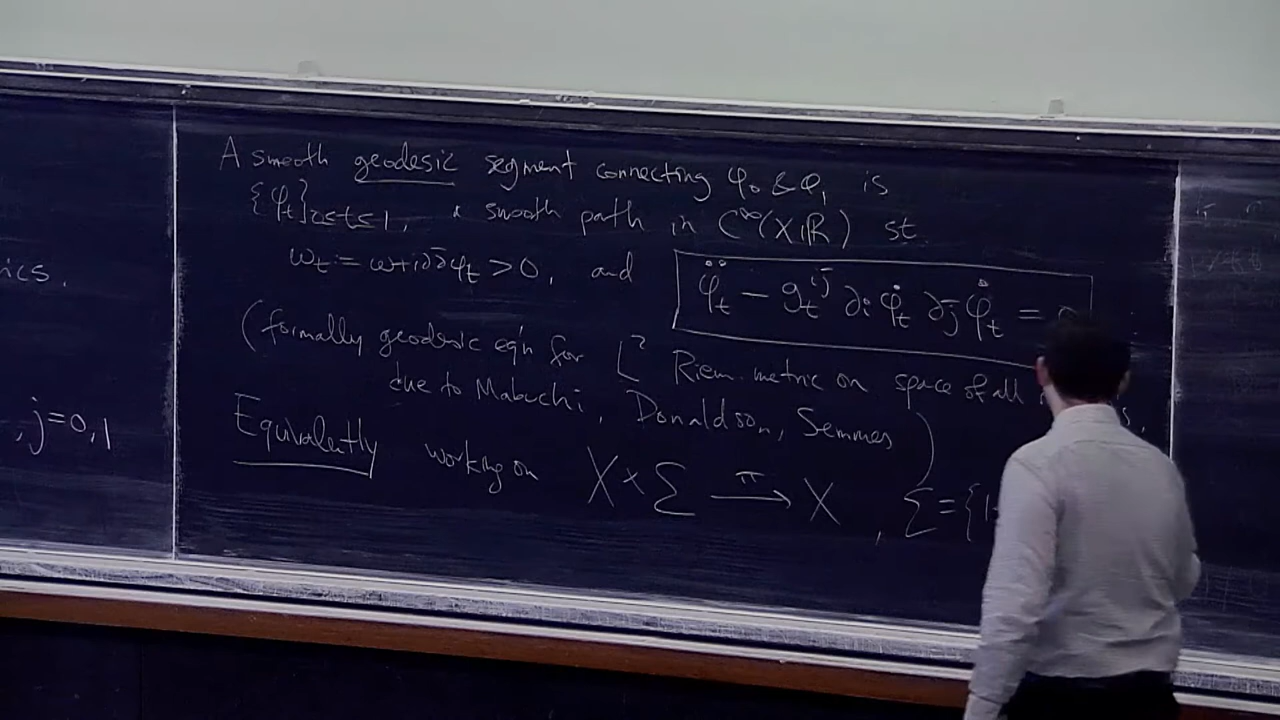 A smooth geodesic segment connecting φ₀ & φ₁ is
{φ_t}_{0≤t≤1}, a smooth path in C^∞(X,ℝ) st
ω_t := ω+i∂∂̄φ_t > 0, and φ̈_t − g_t^{ij̄} ∂_i φ̇_t ∂_j̄ φ̇_t =
(formally geodesic eq'n for L² Riem. metric on space of all
due to Mabuchi, Donaldson, Semmes)
Equivalently working on X×Σ →^π X, Σ={1
ics.
, j=0,1